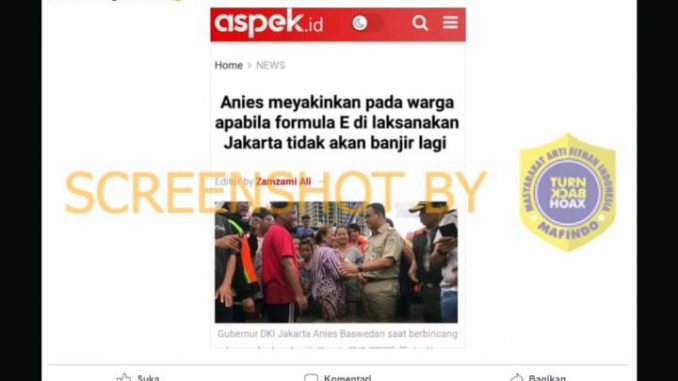 aspek.id
Home > NEWS
Anies meyakinkan pada warga
apabila formula E di laksanakan
Jakarta tidak akan banjir lagi
Editor by Zamzami Ali
SCREENSHOT BY
MASYARAKAT ANTI FITNAH INDONESIA
TURN
BACK
HOAX
MAFINDO
Gubernur DKI Jakarta Anies Baswedan saat berbincang
Suka Komentari Bagikan